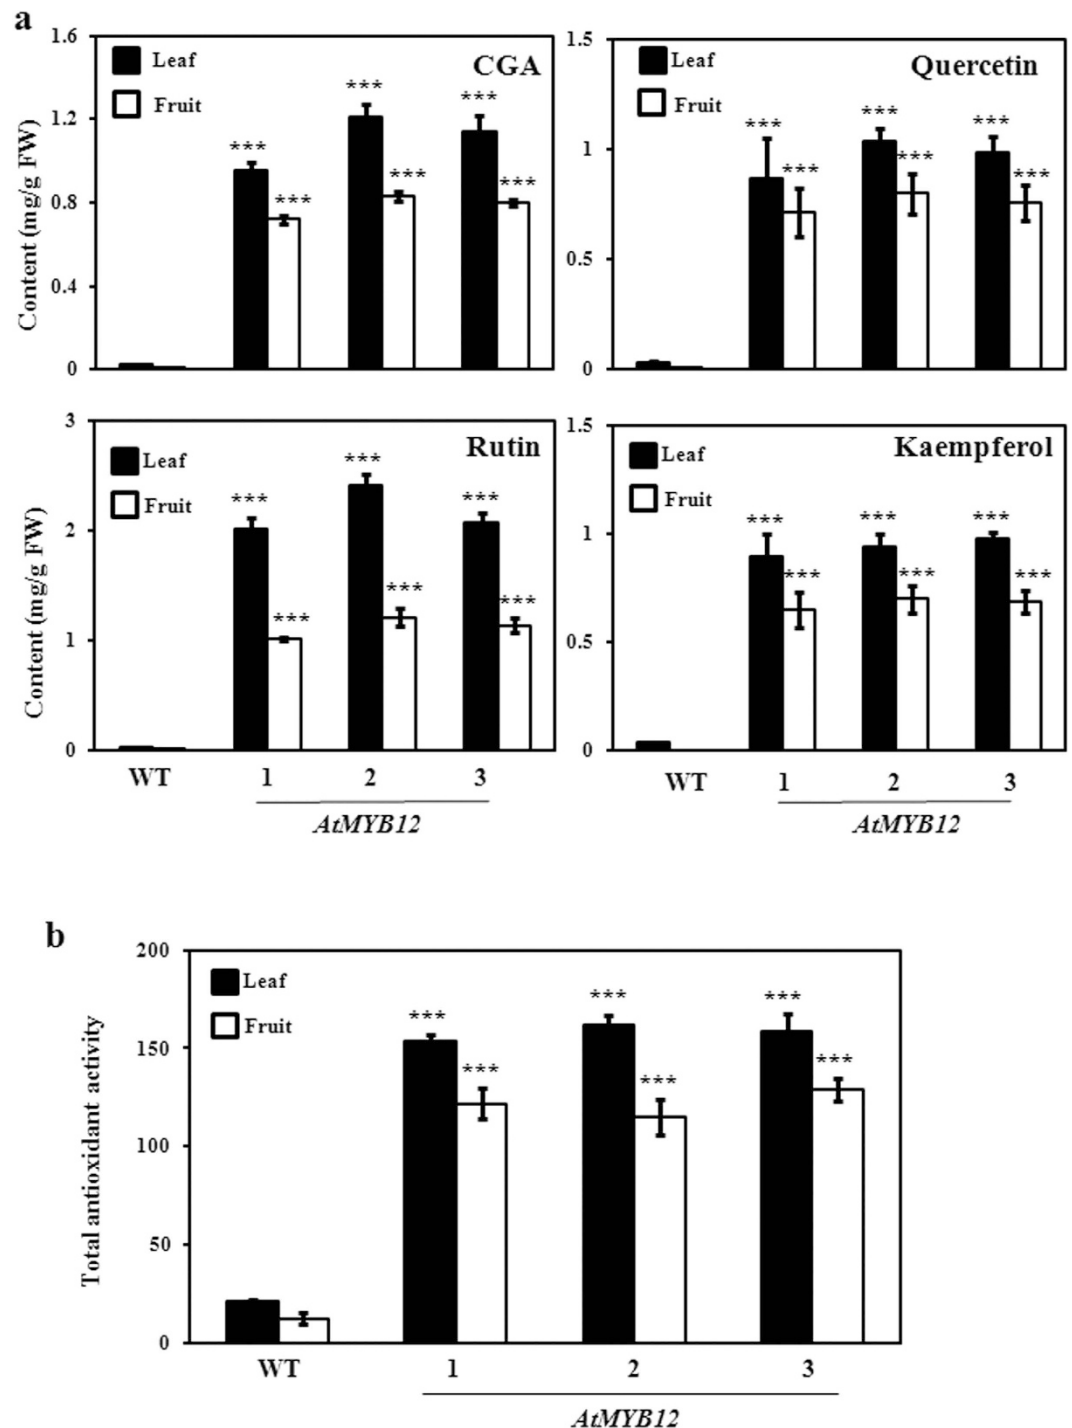 a
1.6
1.2
0.8
0.4
0
Content (mg/g FW)
Leaf
Fruit
CGA
***
***
***
***
***
***
1.5
1
0.5
0
Leaf
Fruit
Quercetin
***
***
***
***
***
***
3
2
1
0
Content (mg/g FW)
Leaf
Fruit
Rutin
***
***
***
***
***
***
WT 1 2 3
AtMYB12
1.5
1
0.5
0
Leaf
Fruit
Kaempferol
***
***
***
***
***
***
WT 1 2 3
AtMYB12
b
200
150
100
50
0
Total antioxidant activity
Leaf
Fruit
***
***
***
***
***
***
WT 1 2 3
AtMYB12